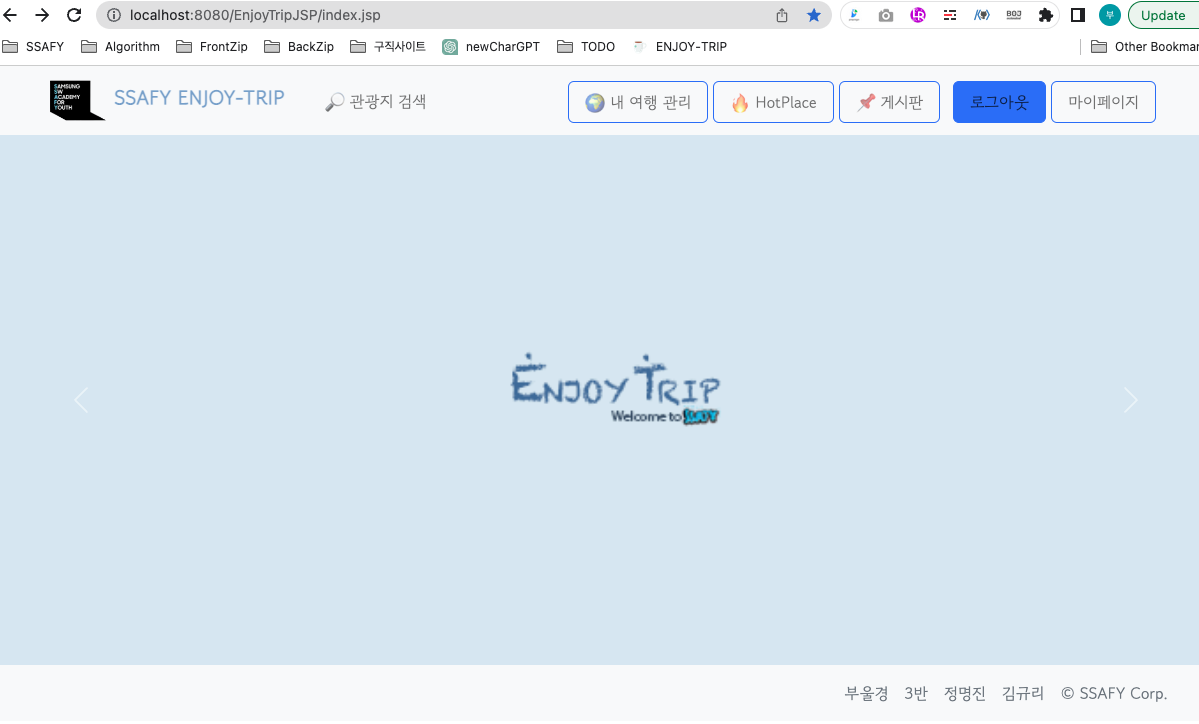 localhost:8080/EnjoyTripJSP/index.jsp
BOJ
부
Update
SSAFY Algorithm FrontZip BackZip 구직사이트 newCharGPT TODO ENJOY-TRIP Other Bookmar
SAMSUNG
SW
ACADEMY
FOR
YOUTH
SSAFY ENJOY-TRIP
🔎 관광지 검색
🌍 내 여행 관리
🔥 HotPlace
📌 게시판
로그아웃
마이페이지
ENJOY TRIP
Welcome to SSAFY
부울경 3반 정명진 김규리 © SSAFY Corp.